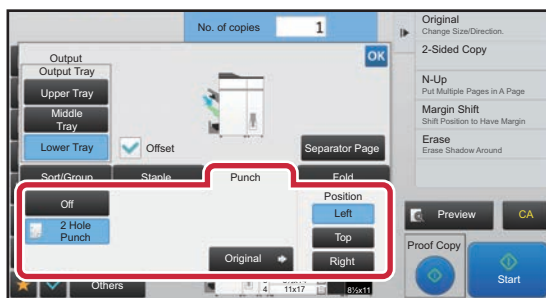 No. of copies
1
OK
Output
Output Tray
Upper Tray
Middle
Tray
Lower Tray
Offset
Separator Page
Sort/Group
Staple
Punch
Fold
Off
2 Hole
Punch
Original
Position
Left
Top
Right
Others
4
11x17
8½x11
Original
Change Size/Direction.
2-Sided Copy
N-Up
Put Multiple Pages in A Page
Margin Shift
Shift Position to Have Margin
Erase
Erase Shadow Around
Preview
CA
Proof Copy
Start